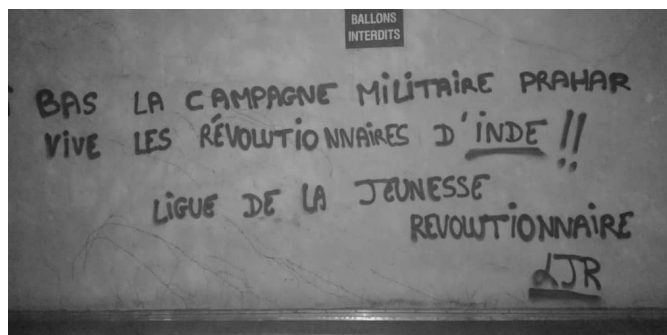 BALLONS
INTERDITS
BAS LA CAMPAGNE MILITAIRE PRAHAR
VIVE LES RÉVOLUTIONNAIRES D'INDE !!
LIGUE DE LA JEUNESSE
REVOLUTIONNAIRE
LJR